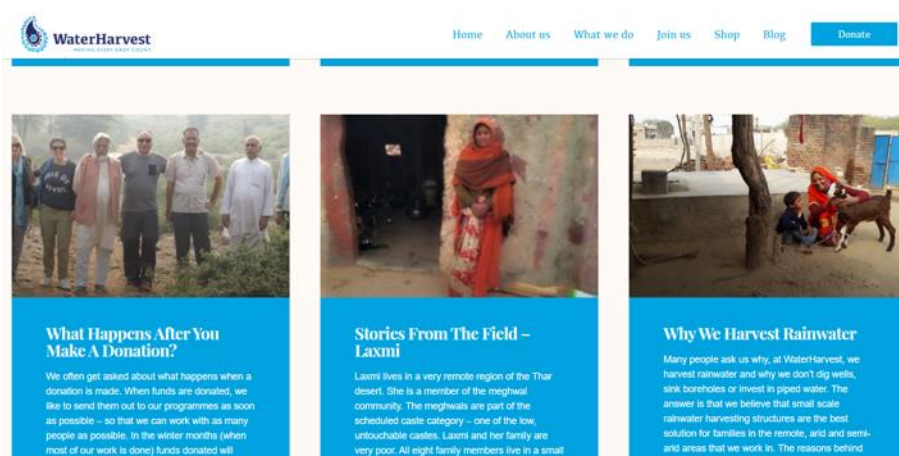 WaterHarvest
MAKING EVERY DROP COUNT
Home About us What we do Join us Shop Blog Donate
What Happens After You
Make A Donation?
We often get asked about what happens when a
donation is made. When funds are donated, we
like to send them out to our programmes as soon
as possible – so that we can work with as many
people as possible. In the winter months (when
most of our work is done) funds donated will
Stories From The Field –
Laxmi
Laxmi lives in a very remote region of the Thar
desert. She is a member of the meghwal
community. The meghwals are part of the
scheduled caste category – one of the low,
untouchable castes. Laxmi and her family are
very poor. All eight family members live in a small
Why We Harvest Rainwater
Many people ask us why, at WaterHarvest, we
harvest rainwater and why we don't dig wells,
sink boreholes or invest in piped water. The
answer is that we believe that small scale
rainwater harvesting structures are the best
solution for families in the remote, arid and semi-
arid areas that we work in. The reasons behind